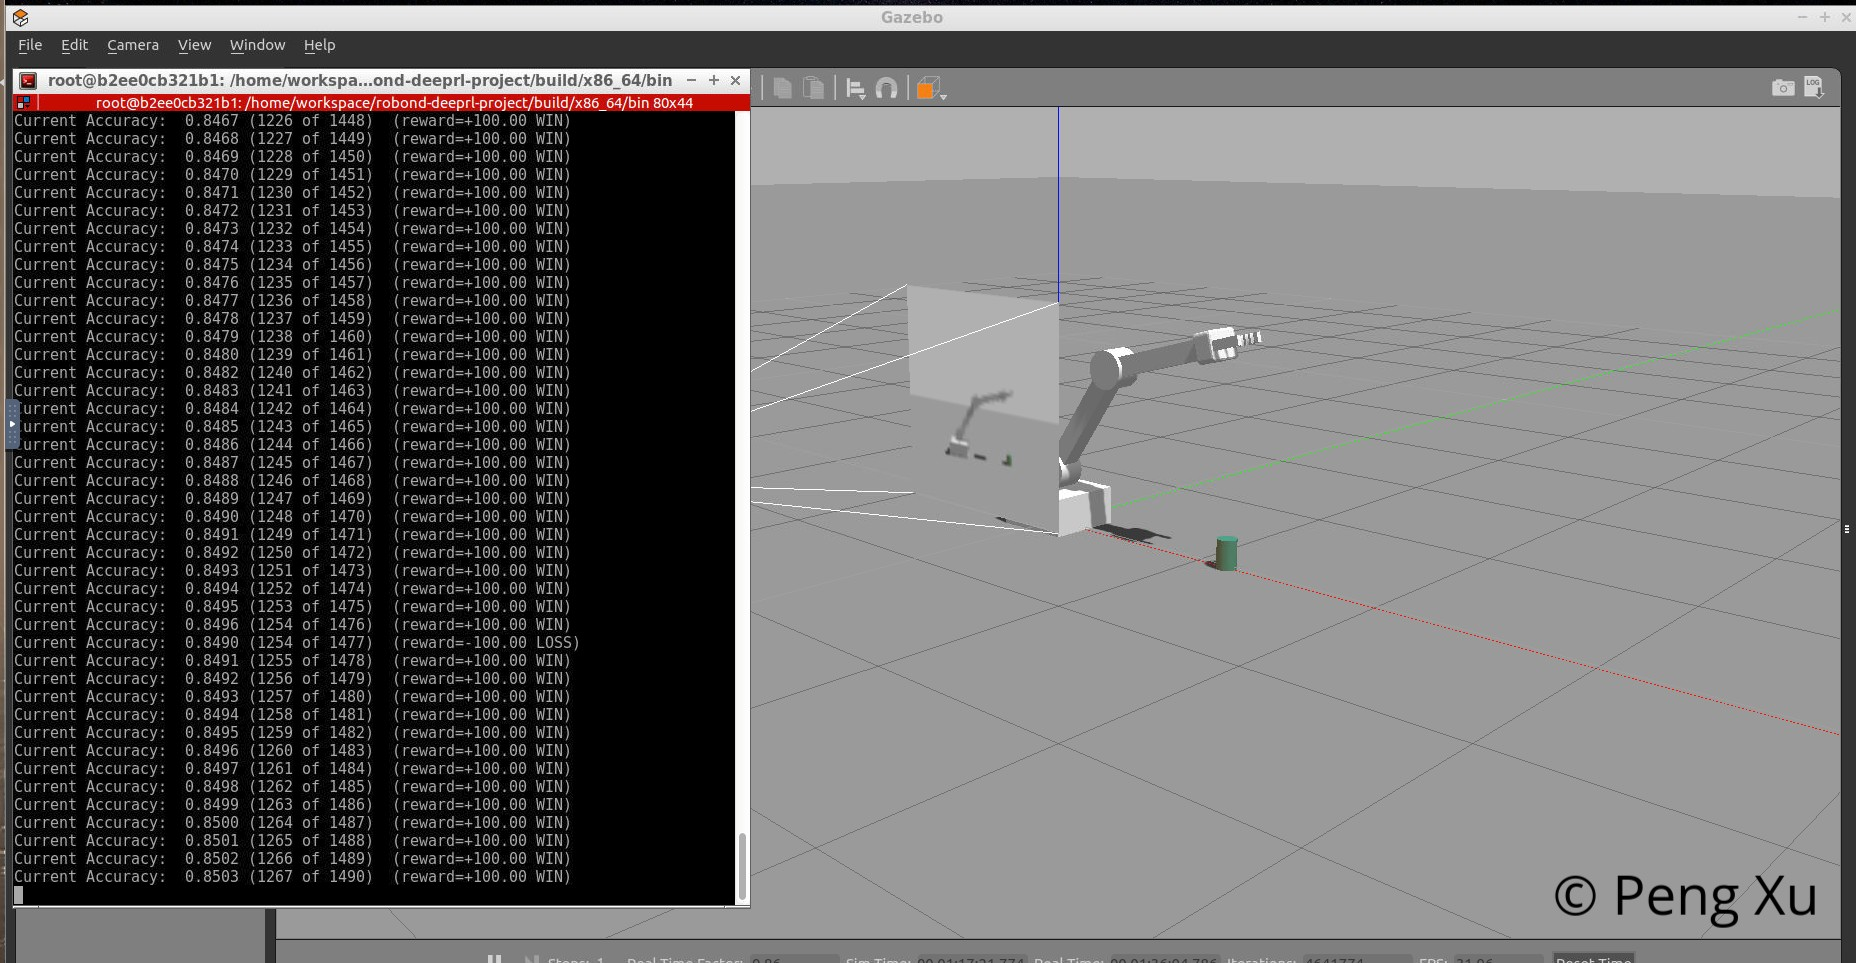 Gazebo
File Edit Camera View Window Help
root@b2ee0cb321b1: /home/workspa...ond-deeprl-project/build/x86_64/bin
root@b2ee0cb321b1: /home/workspace/robond-deeprl-project/build/x86_64/bin 80x44
LOG
Current Accuracy: 0.8467 (1226 of 1448) (reward=+100.00 WIN)
Current Accuracy: 0.8468 (1227 of 1449) (reward=+100.00 WIN)
Current Accuracy: 0.8469 (1228 of 1450) (reward=+100.00 WIN)
Current Accuracy: 0.8470 (1229 of 1451) (reward=+100.00 WIN)
Current Accuracy: 0.8471 (1230 of 1452) (reward=+100.00 WIN)
Current Accuracy: 0.8472 (1231 of 1453) (reward=+100.00 WIN)
Current Accuracy: 0.8473 (1232 of 1454) (reward=+100.00 WIN)
Current Accuracy: 0.8474 (1233 of 1455) (reward=+100.00 WIN)
Current Accuracy: 0.8475 (1234 of 1456) (reward=+100.00 WIN)
Current Accuracy: 0.8476 (1235 of 1457) (reward=+100.00 WIN)
Current Accuracy: 0.8477 (1236 of 1458) (reward=+100.00 WIN)
Current Accuracy: 0.8478 (1237 of 1459) (reward=+100.00 WIN)
Current Accuracy: 0.8479 (1238 of 1460) (reward=+100.00 WIN)
Current Accuracy: 0.8480 (1239 of 1461) (reward=+100.00 WIN)
Current Accuracy: 0.8482 (1240 of 1462) (reward=+100.00 WIN)
Current Accuracy: 0.8483 (1241 of 1463) (reward=+100.00 WIN)
Current Accuracy: 0.8484 (1242 of 1464) (reward=+100.00 WIN)
Current Accuracy: 0.8485 (1243 of 1465) (reward=+100.00 WIN)
Current Accuracy: 0.8486 (1244 of 1466) (reward=+100.00 WIN)
Current Accuracy: 0.8487 (1245 of 1467) (reward=+100.00 WIN)
Current Accuracy: 0.8488 (1246 of 1468) (reward=+100.00 WIN)
Current Accuracy: 0.8489 (1247 of 1469) (reward=+100.00 WIN)
Current Accuracy: 0.8490 (1248 of 1470) (reward=+100.00 WIN)
Current Accuracy: 0.8491 (1249 of 1471) (reward=+100.00 WIN)
Current Accuracy: 0.8492 (1250 of 1472) (reward=+100.00 WIN)
Current Accuracy: 0.8493 (1251 of 1473) (reward=+100.00 WIN)
Current Accuracy: 0.8494 (1252 of 1474) (reward=+100.00 WIN)
Current Accuracy: 0.8495 (1253 of 1475) (reward=+100.00 WIN)
Current Accuracy: 0.8496 (1254 of 1476) (reward=+100.00 WIN)
Current Accuracy: 0.8490 (1254 of 1477) (reward=-100.00 LOSS)
Current Accuracy: 0.8491 (1255 of 1478) (reward=+100.00 WIN)
Current Accuracy: 0.8492 (1256 of 1479) (reward=+100.00 WIN)
Current Accuracy: 0.8493 (1257 of 1480) (reward=+100.00 WIN)
Current Accuracy: 0.8494 (1258 of 1481) (reward=+100.00 WIN)
Current Accuracy: 0.8495 (1259 of 1482) (reward=+100.00 WIN)
Current Accuracy: 0.8496 (1260 of 1483) (reward=+100.00 WIN)
Current Accuracy: 0.8497 (1261 of 1484) (reward=+100.00 WIN)
Current Accuracy: 0.8498 (1262 of 1485) (reward=+100.00 WIN)
Current Accuracy: 0.8499 (1263 of 1486) (reward=+100.00 WIN)
Current Accuracy: 0.8500 (1264 of 1487) (reward=+100.00 WIN)
Current Accuracy: 0.8501 (1265 of 1488) (reward=+100.00 WIN)
Current Accuracy: 0.8502 (1266 of 1489) (reward=+100.00 WIN)
Current Accuracy: 0.8503 (1267 of 1490) (reward=+100.00 WIN)
© Peng Xu
Steps: 1 Real Time Factor: 0.86 Sim Time: Real Time: Iterations: FPS: Reset Time